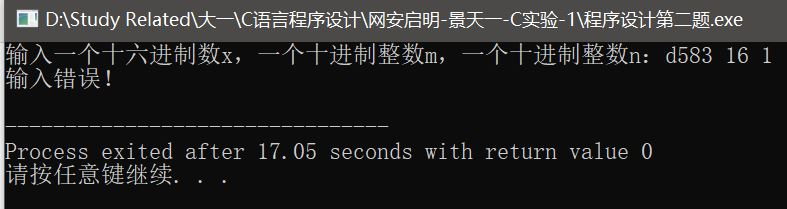 D:\Study Related\大一\C语言程序设计\网安启明-景天一-C实验-1\程序设计第二题.exe
输入一个十六进制数x，一个十进制整数m，一个十进制整数n：d583 16 1
输入错误！
--------------------------------
Process exited after 17.05 seconds with return value 0
请按任意键继续. . .